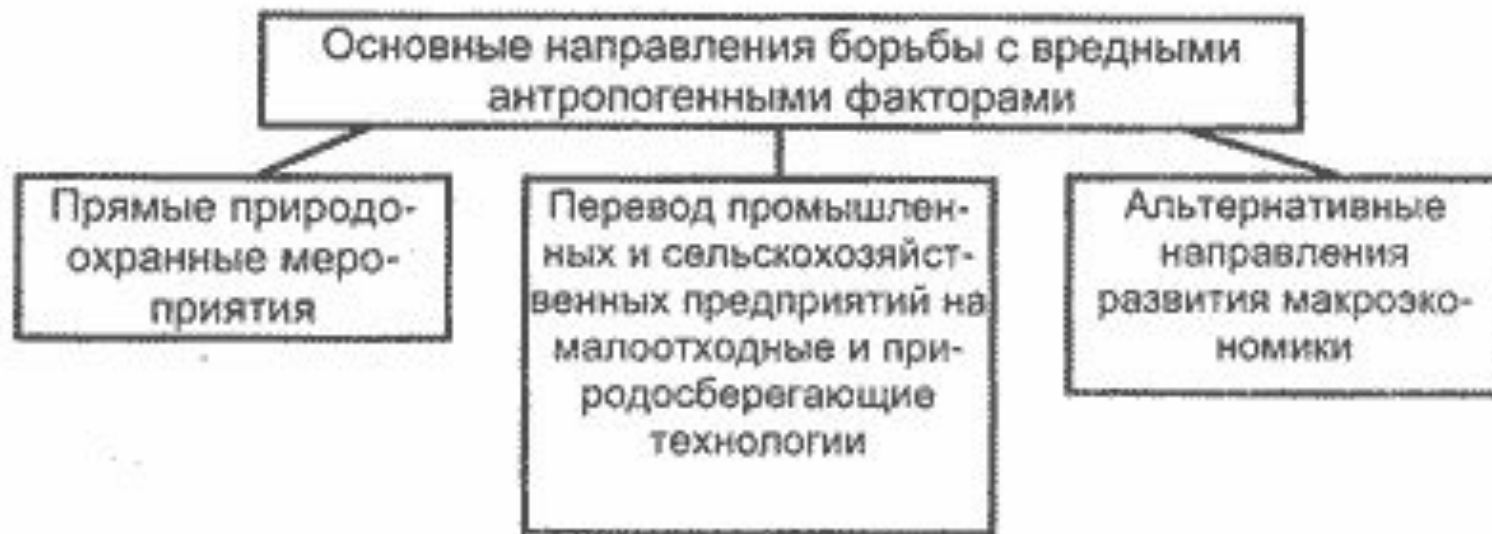 Основные направления борьбы с вредными
антропогенными факторами
Прямые природо-
охранные меро-
приятия
Перевод промышлен-
ных и сельскохозяйст-
венных предприятий на
малоотходные и при-
родосберегающие
технологии
Альтернативные
направления
развития макроэко-
номики